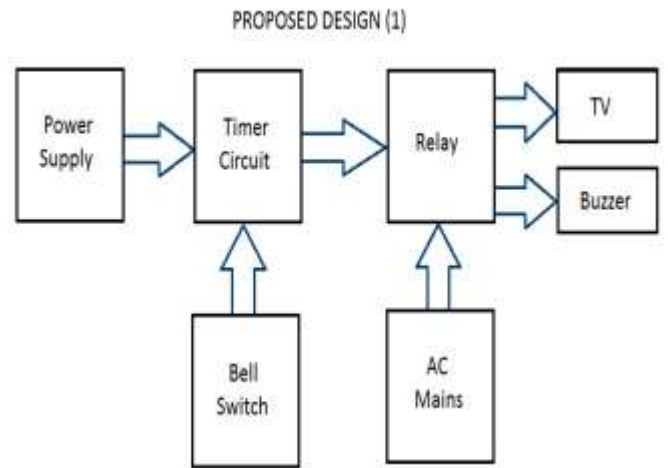 PROPOSED DESIGN (1)
Power
Supply
Timer
Circuit
Relay
TV
Buzzer
Bell
Switch
AC
Mains